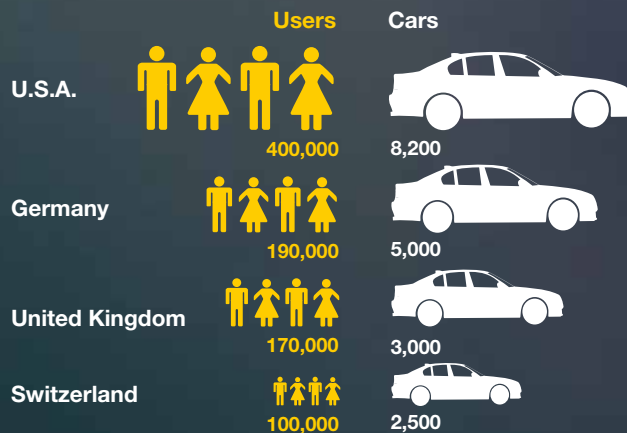 Users Cars
U.S.A.
400,000 8,200
Germany
190,000 5,000
United Kingdom
170,000 3,000
Switzerland
100,000 2,500